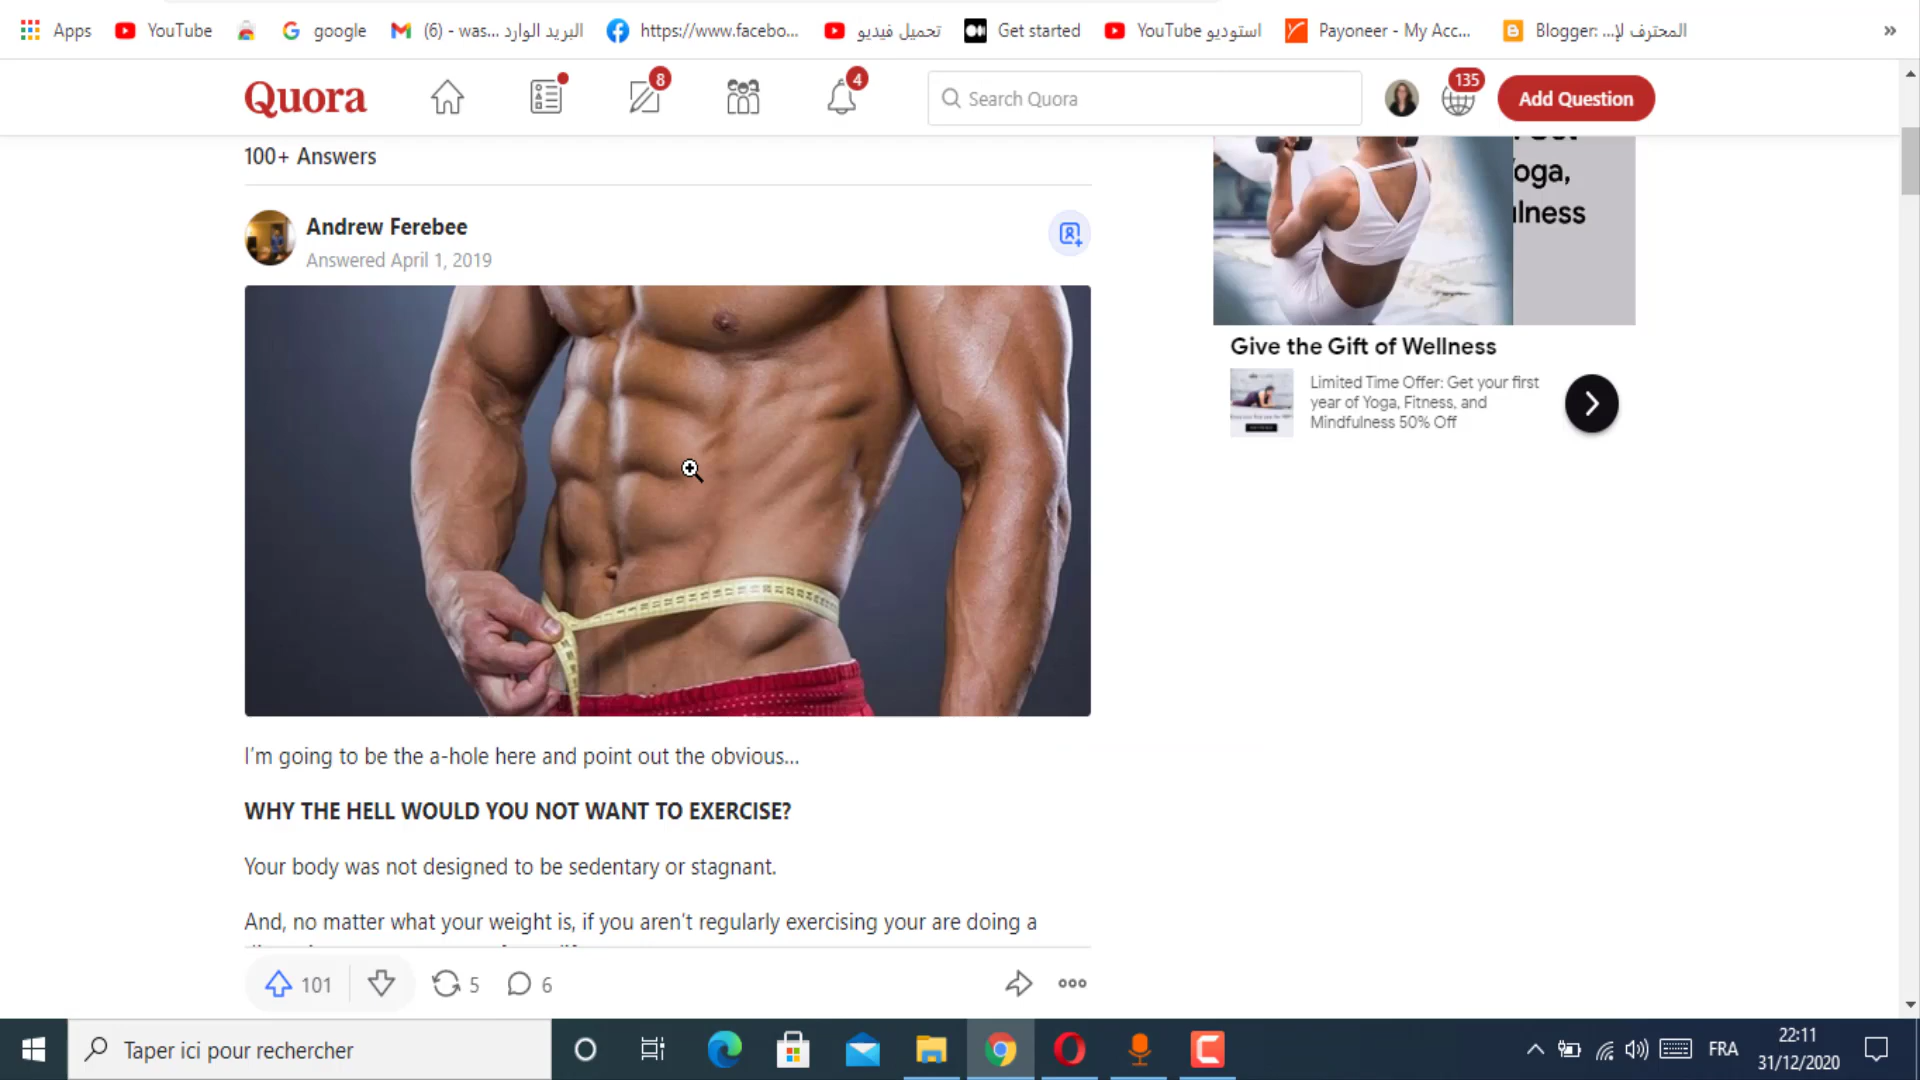 Apps
YouTube
google
(6) - was... البريد الوارد
https://www.facebo...
تحميل فيديو
Get started
استوديو YouTube
Payoneer - My Acc...
Blogger: ...المحترف لإ
»
Quora
8
4
Search Quora
135
Add Question
100+ Answers
Andrew Ferebee
Answered April 1, 2019
oga,
lness
Give the Gift of Wellness
Limited Time Offer: Get your first
year of Yoga, Fitness, and
Mindfulness 50% Off
I'm going to be the a-hole here and point out the obvious...
WHY THE HELL WOULD YOU NOT WANT TO EXERCISE?
Your body was not designed to be sedentary or stagnant.
And, no matter what your weight is, if you aren't regularly exercising your are doing a
101
5
6
Taper ici pour rechercher
FRA
22:11
31/12/2020